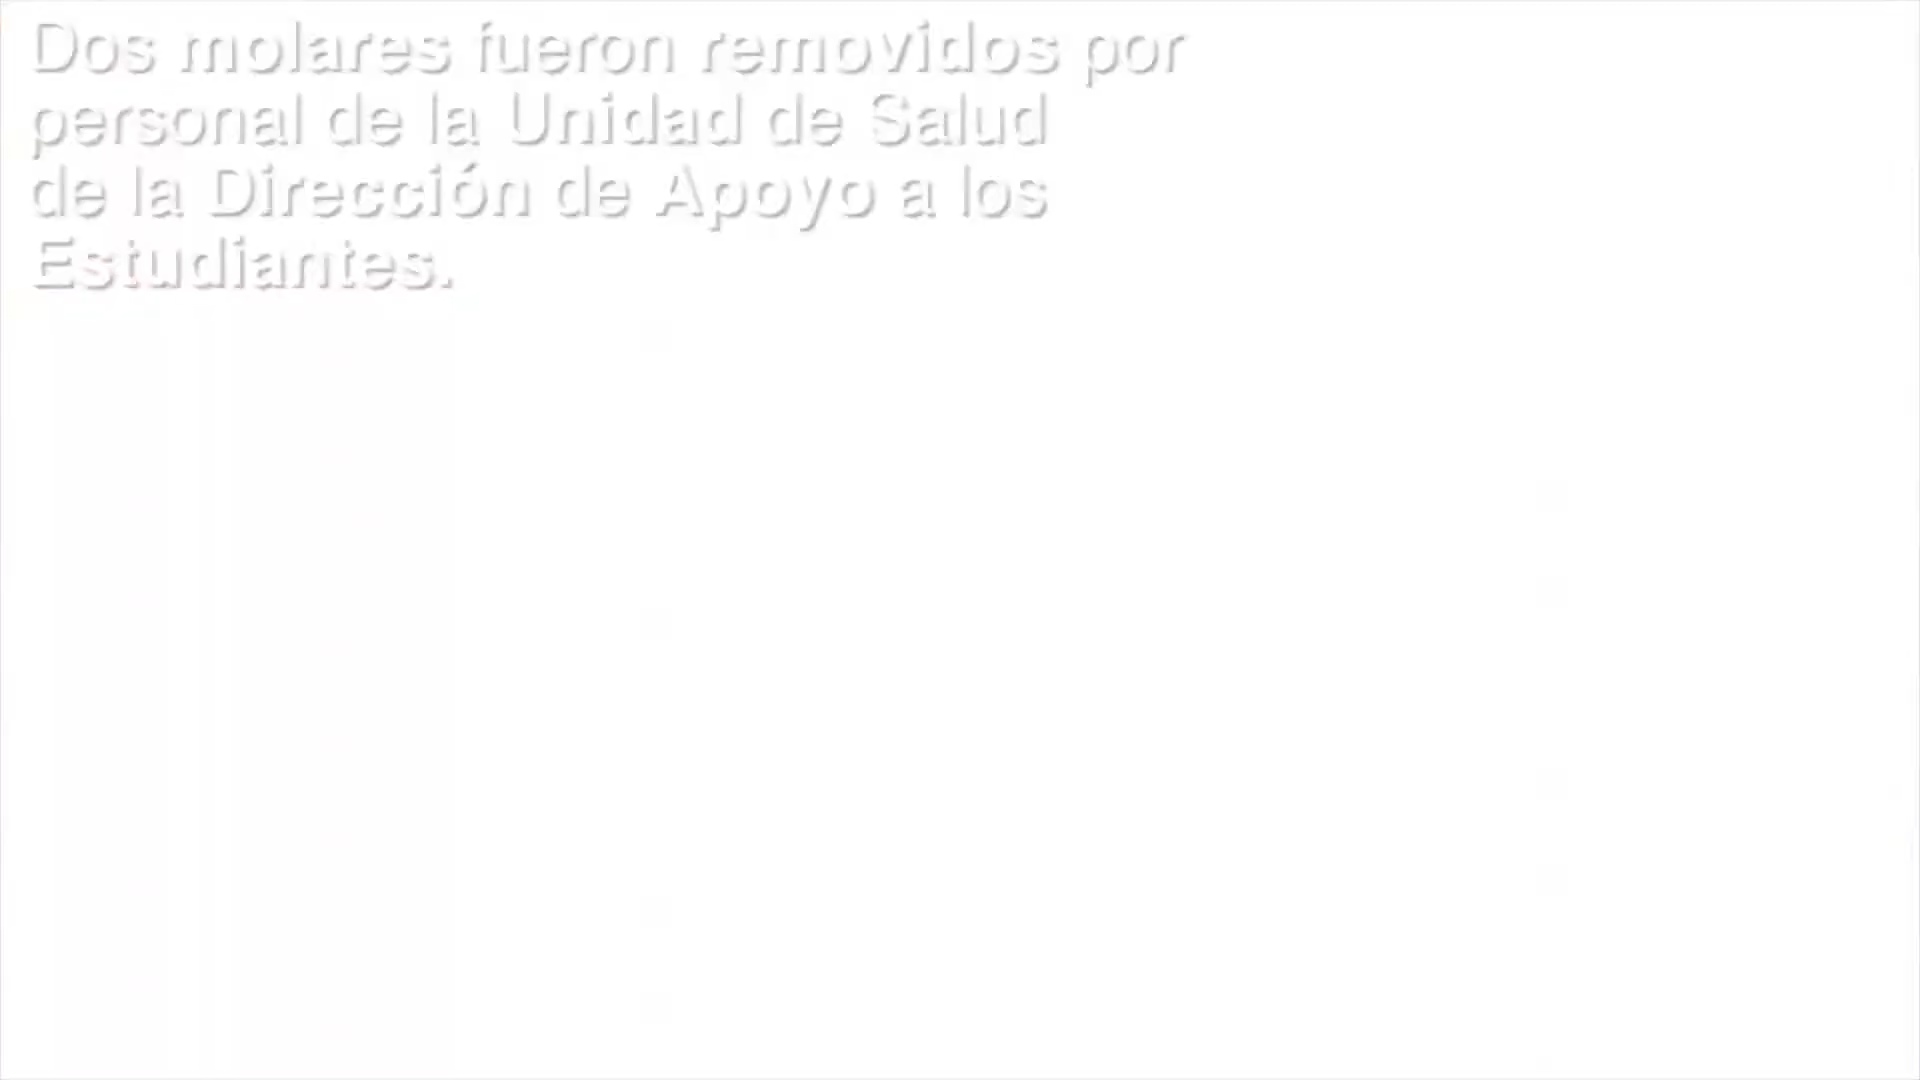 Dos molares fueron removidos por
personal de la Unidad de Salud
de la Dirección de Apoyo a los
Estudiantes.